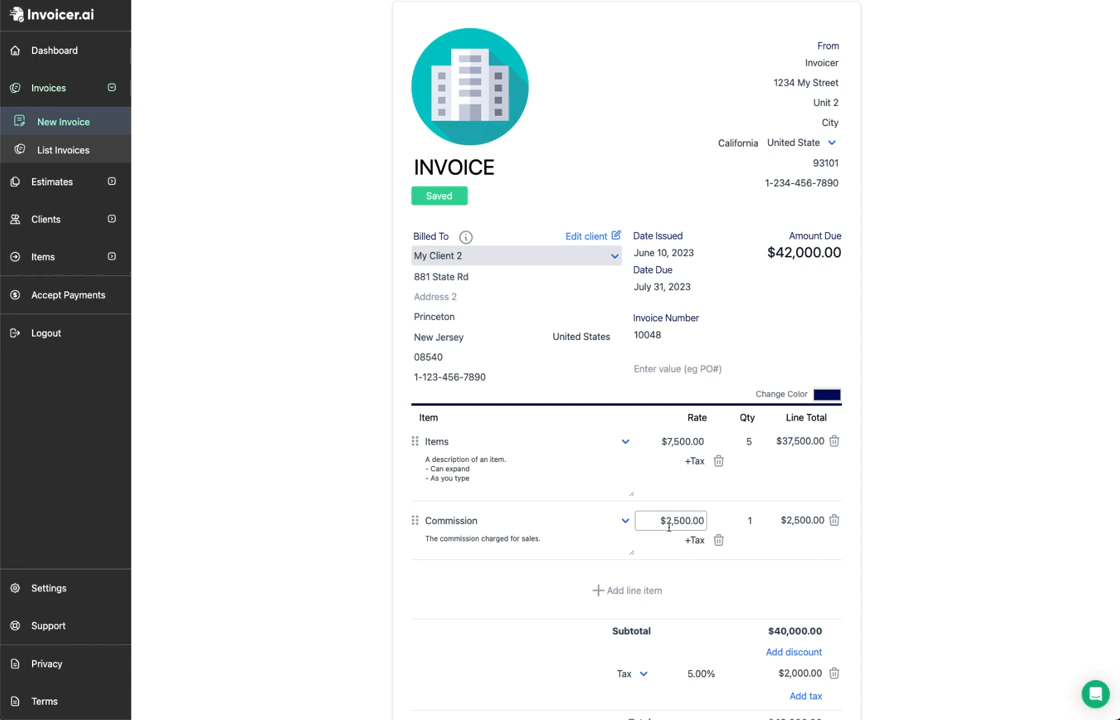 Invoicer.ai
Dashboard
Invoices
New Invoice
List Invoices
Estimates
Clients
Items
Accept Payments
Logout
Settings
Support
Privacy
Terms
From
Invoicer
1234 My Street
Unit 2
City
California United State
93101
1-234-456-7890
INVOICE
Saved
Billed To Edit client
My Client 2
881 State Rd
Address 2
Princeton
New Jersey United States
08540
1-123-456-7890
Date Issued
June 10, 2023
Date Due
July 31, 2023
Invoice Number
10048
Enter value (eg PO#)
Amount Due
$42,000.00
Change Color
Item Rate Qty Line Total
Items $7,500.00 5 $37,500.00
+Tax
A description of an item.
- Can expand
- As you type
Commission $2,500.00 1 $2,500.00
The commission charged for sales. +Tax
Add line item
Subtotal $40,000.00
Add discount
Tax 5.00% $2,000.00
Add tax